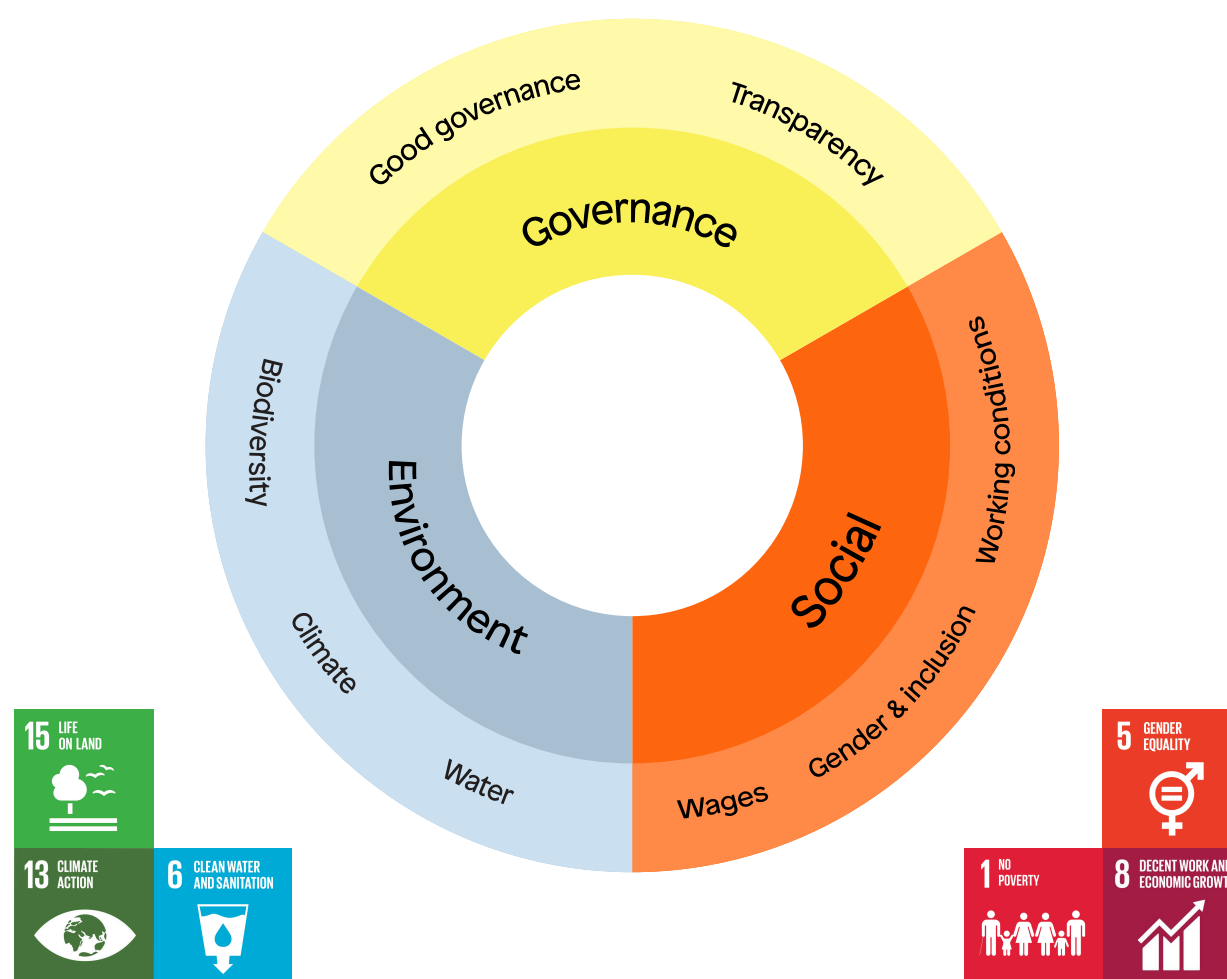 Good governance
Transparency
Governance
Biodiversity
Climate
Water
Environment
Working conditions
Gender & inclusion
Wages
Social
15 LIFE
ON LAND
13 CLIMATE
ACTION
6 CLEAN WATER
AND SANITATION
5 GENDER
EQUALITY
1 NO
POVERTY
8 DECENT WORK AND
ECONOMIC GROWT